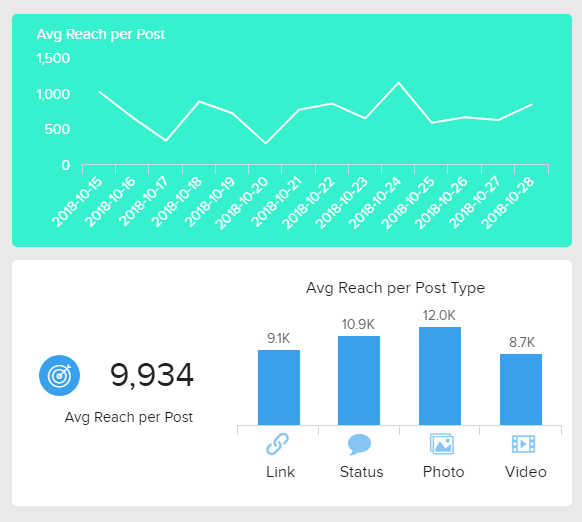 Avg Reach per Post
1,500
1,000
500
0
2018-10-15 2018-10-16 2018-10-17 2018-10-18 2018-10-19 2018-10-20 2018-10-21 2018-10-22 2018-10-23 2018-10-24 2018-10-25 2018-10-26 2018-10-27 2018-10-28
9,934
Avg Reach per Post
Avg Reach per Post Type
9.1K 10.9K 12.0K 8.7K
Link Status Photo Video